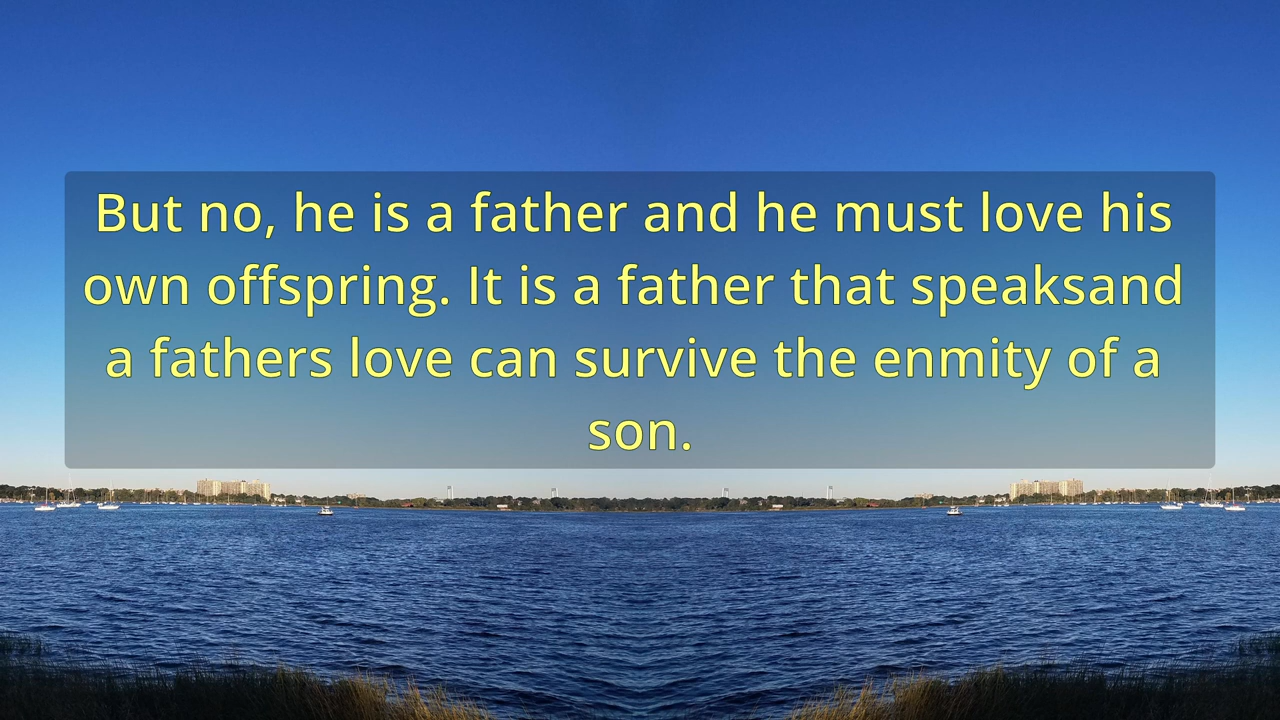 But no, he is a father and he must love his
own offspring. It is a father that speaksand
a fathers love can survive the enmity of a
son.